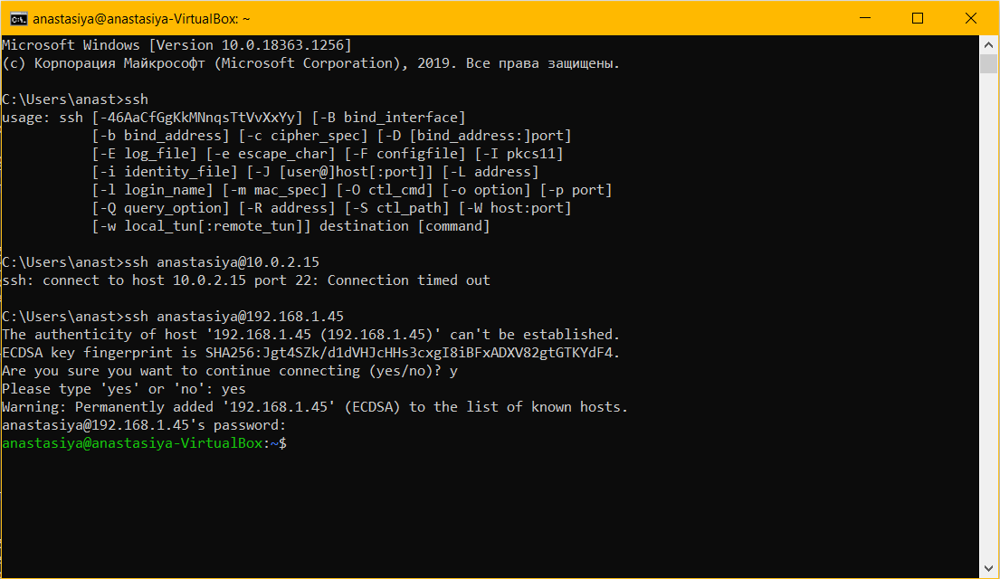 anastasiya@anastasiya-VirtualBox: ~
Microsoft Windows [Version 10.0.18363.1256]
(c) Корпорация Майкрософт (Microsoft Corporation), 2019. Все права защищены.
C:\Users\anast>ssh
usage: ssh [-46AaCfGgKkMNnqsTtVvXxYy] [-B bind_interface]
[-b bind_address] [-c cipher_spec] [-D [bind_address:]port]
[-E log_file] [-e escape_char] [-F configfile] [-I pkcs11]
[-i identity_file] [-J [user@]host[:port]] [-L address]
[-l login_name] [-m mac_spec] [-O ctl_cmd] [-o option] [-p port]
[-Q query_option] [-R address] [-S ctl_path] [-W host:port]
[-w local_tun[:remote_tun]] destination [command]
C:\Users\anast>ssh anastasiya@10.0.2.15
ssh: connect to host 10.0.2.15 port 22: Connection timed out
C:\Users\anast>ssh anastasiya@192.168.1.45
The authenticity of host '192.168.1.45 (192.168.1.45)' can't be established.
ECDSA key fingerprint is SHA256:Jgt4SZk/d1dVHJcHHs3cxgI8iBFxADXV82gtGTKYdF4.
Are you sure you want to continue connecting (yes/no)? y
Please type 'yes' or 'no': yes
Warning: Permanently added '192.168.1.45' (ECDSA) to the list of known hosts.
anastasiya@192.168.1.45's password:
anastasiya@anastasiya-VirtualBox:~$